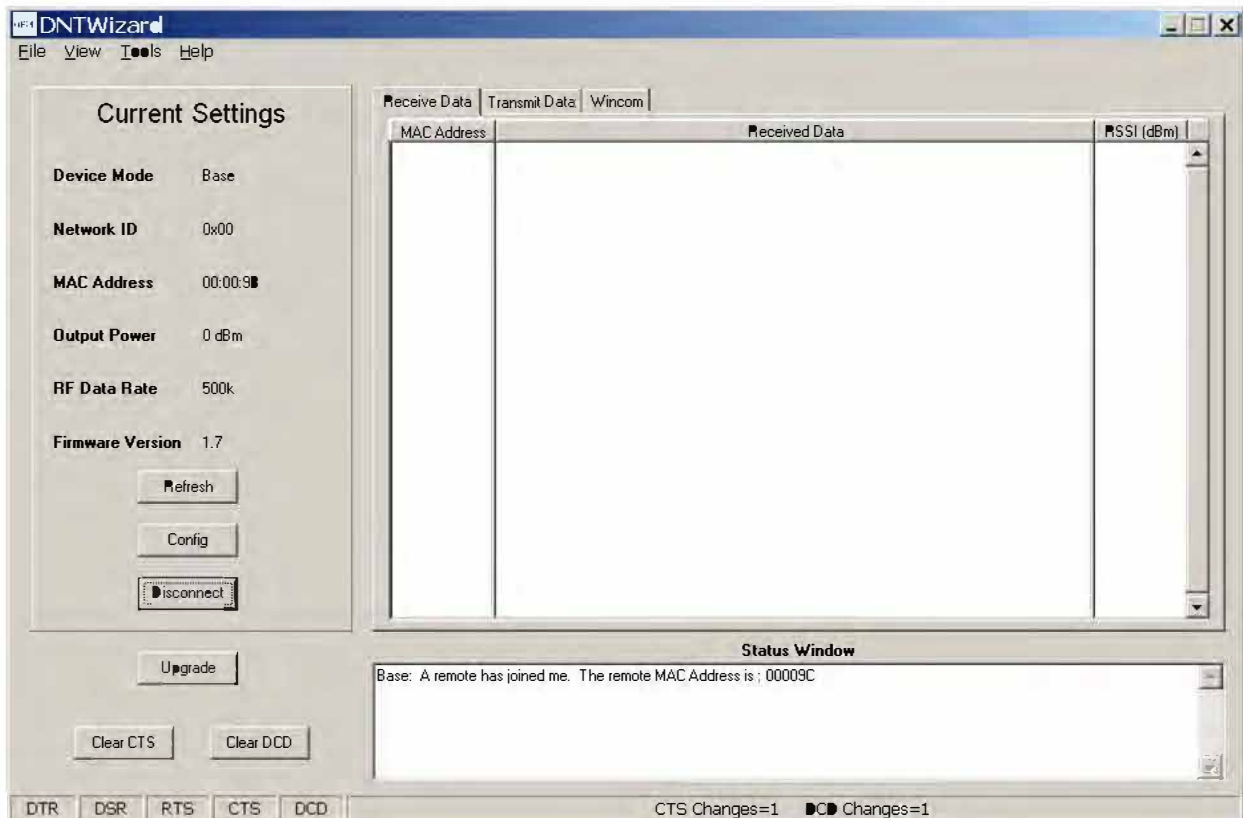 DNTWizard
File View Tools Help
Current Settings
Device Mode Base
Network ID 0x00
MAC Address 00:00:9B
Output Power 0 dBm
RF Data Rate 500k
Firmware Version 1.7
Refresh
Config
Disconnect
Upgrade
Clear CTS Clear DCD
Receive Data Transmit Data Wincom
MAC Address Received Data RSSI (dBm)
Status Window
Base: A remote has joined me. The remote MAC Address is ; 00009C
DTR DSR RTS CTS DCD CTS Changes=1 DCD Changes=1